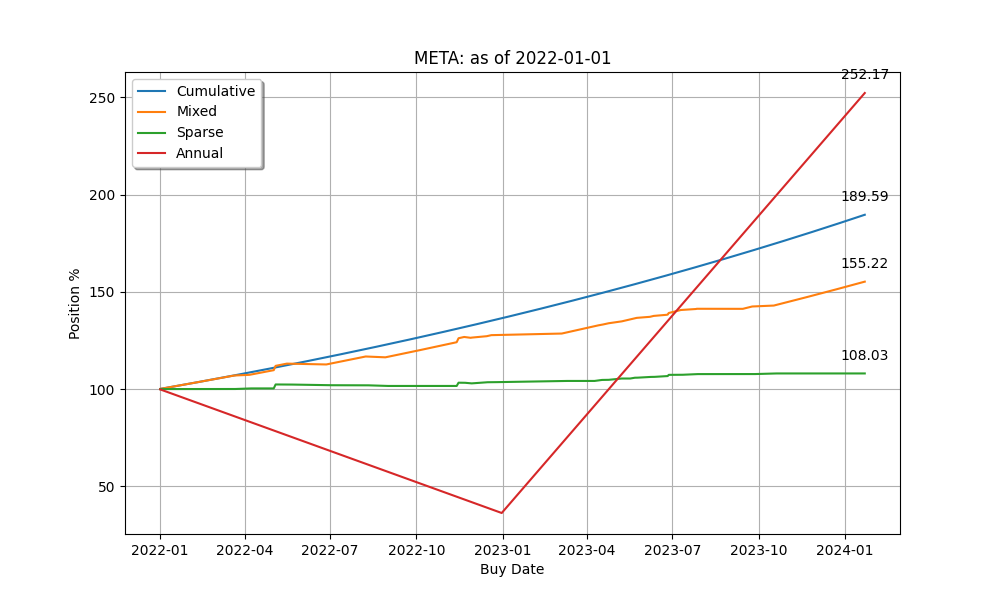 META: as of 2022-01-01
252.17
250
Cumulative
Mixed
Sparse
Annual
200
189.59
155.22
150
108.03
100
50
Position %
2022-01 2022-04 2022-07 2022-10 2023-01 2023-04 2023-07 2023-10 2024-01
Buy Date